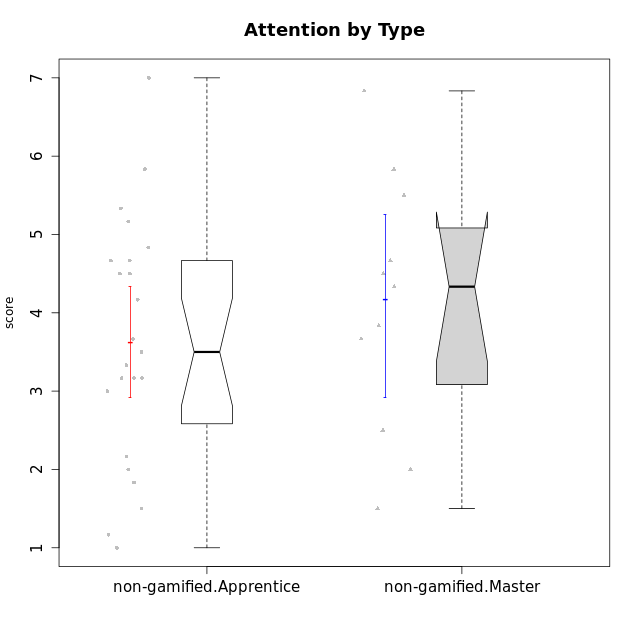 Attention by Type
score
7
6
5
4
3
2
1
non-gamified.Apprentice
non-gamified.Master